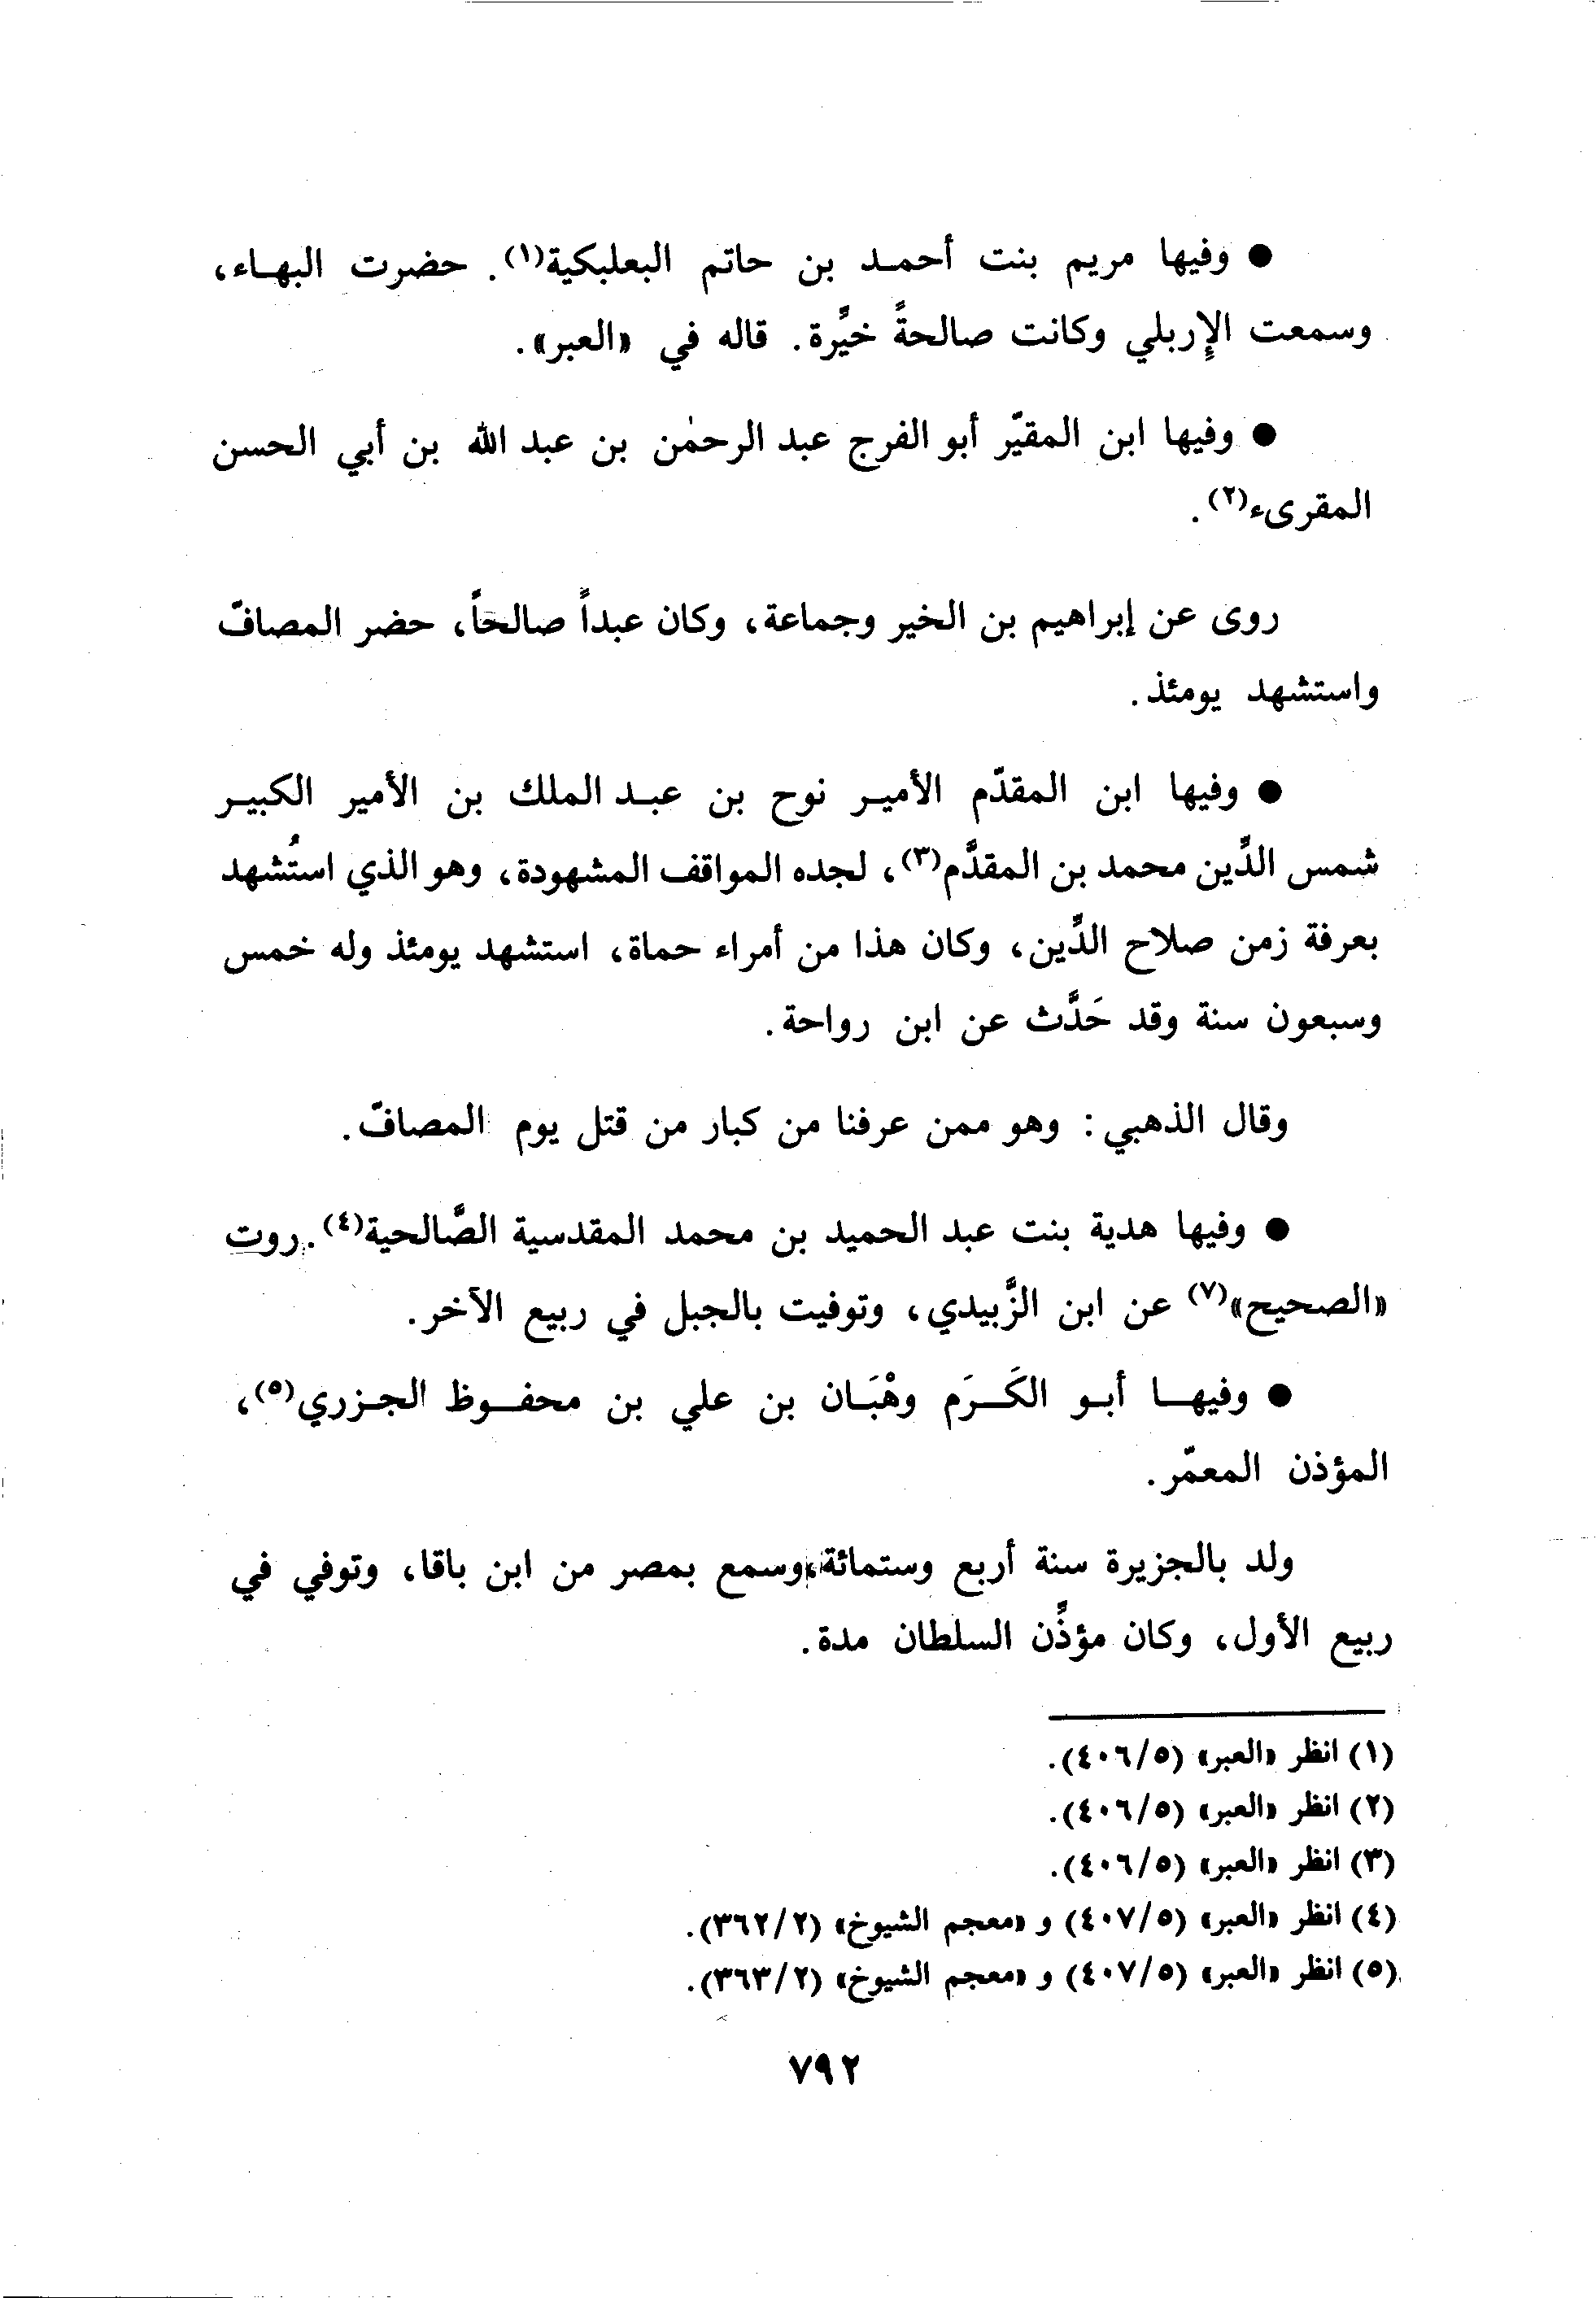 ● وفيها مريم بنت أحمد بن حاتم البعلبكية(١). حضرت البهاء،
وسمعت الإربلي وكانت صالحةً خيِّرة. قاله في «العبر».
● وفيها ابن المقيّر أبو الفرج عبد الرحمٰن بن عبد الله بن أبي الحسن
المقرىء(٢).
روى عن إبراهيم بن الخير وجماعة، وكان عبداً صالحاً، حضر المصافّ
واستشهد يومئذ.
● وفيها ابن المقدّم الأمير نوح بن عبد الملك بن الأمير الكبير
شمس الدِّين محمد بن المقدَّم(٣)، لجده المواقف المشهودة، وهو الذي استُشهد
بعرفة زمن صلاح الدِّين، وكان هذا من أمراء حماة، استشهد يومئذ وله خمس
وسبعون سنة وقد حَدَّث عن ابن رواحة.
وقال الذهبي: وهو ممن عرفنا من كبار من قتل يوم المصافّ.
● وفيها هدية بنت عبد الحميد بن محمد المقدسية الصَّالحية(٤). روت
«الصحيح»(٧) عن ابن الزَّبيدي، وتوفيت بالجبل في ربيع الآخر.
● وفيها أبو الكَرَم وهْبَان بن علي بن محفوظ الجزري(٥)،
المؤذن المعمّر.
ولد بالجزيرة سنة أربع وستمائة، وسمع بمصر من ابن باقا، وتوفي في
ربيع الأول، وكان مؤذِّن السلطان مدة.
(١) انظر «العبر» (٤٠٦/٥).
(٢) انظر «العبر» (٤٠٦/٥).
(٣) انظر «العبر» (٤٠٦/٥).
(٤) انظر «العبر» (٤٠٧/٥) و «معجم الشيوخ» (٣٦٢/٢).
(٥) انظر «العبر» (٤٠٧/٥) و «معجم الشيوخ» (٣٦٣/٢).
٧٩٢